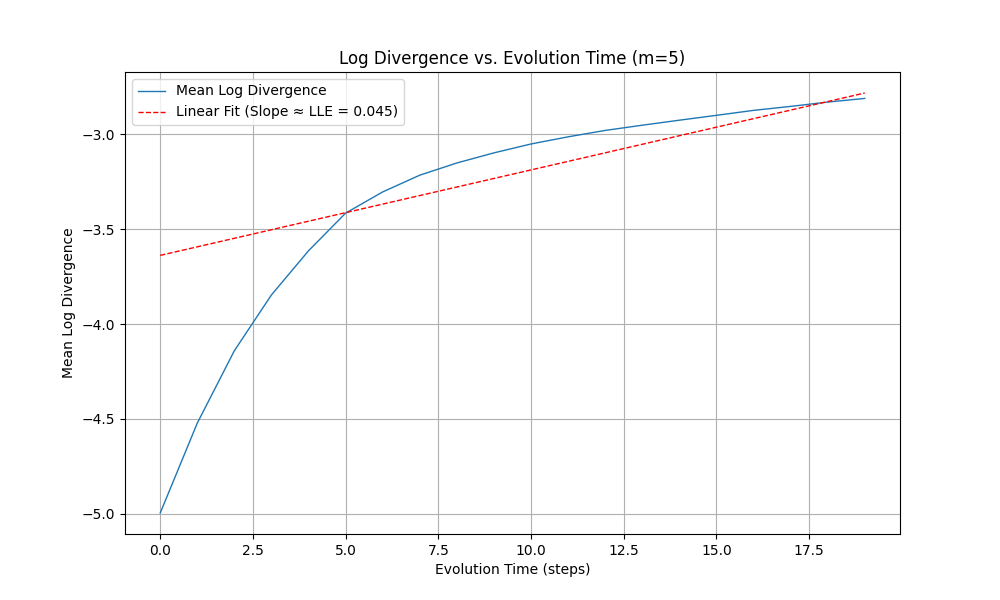 Log Divergence vs. Evolution Time (m=5)
Mean Log Divergence
Linear Fit (Slope ≈ LLE = 0.045)
−3.0
−3.5
−4.0
−4.5
−5.0
Mean Log Divergence
0.0 2.5 5.0 7.5 10.0 12.5 15.0 17.5
Evolution Time (steps)